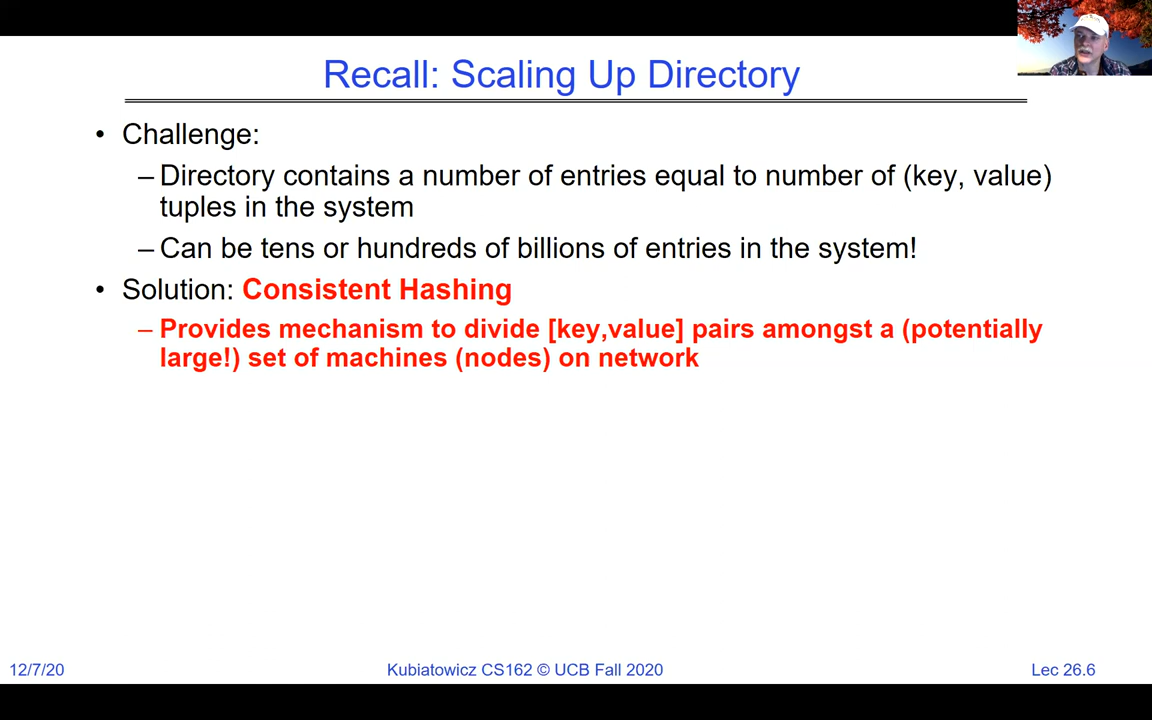 Recall: Scaling Up Directory
• Challenge:
– Directory contains a number of entries equal to number of (key, value)
tuples in the system
– Can be tens or hundreds of billions of entries in the system!
• Solution: Consistent Hashing
– Provides mechanism to divide [key,value] pairs amongst a (potentially
large!) set of machines (nodes) on network
12/7/20
Kubiatowicz CS162 © UCB Fall 2020
Lec 26.6